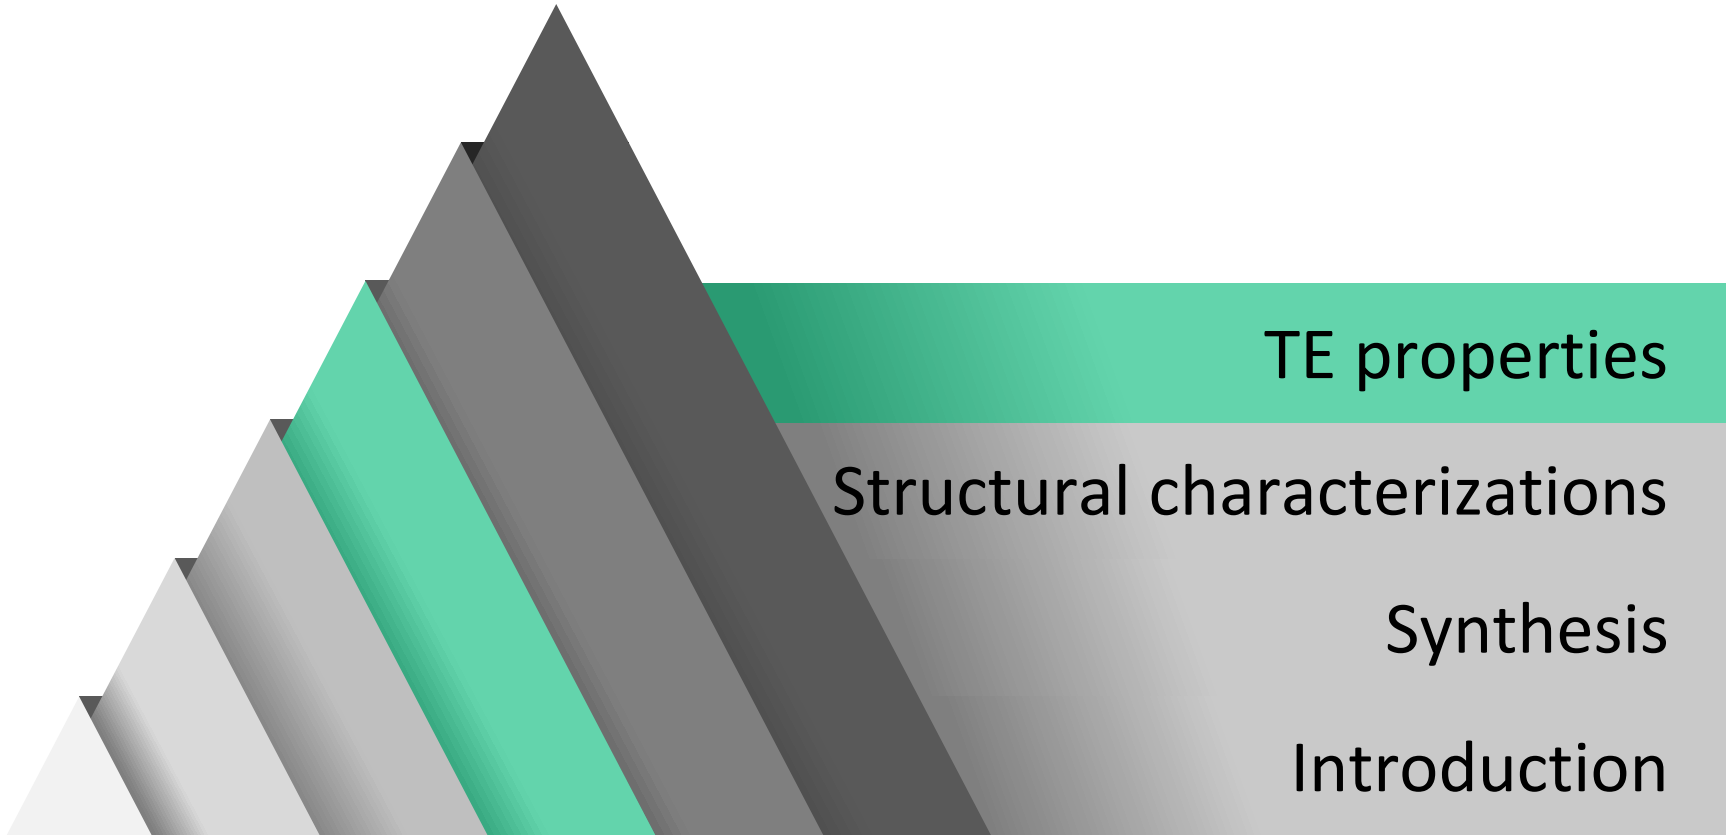 TE properties
Structural characterizations
Synthesis
Introduction